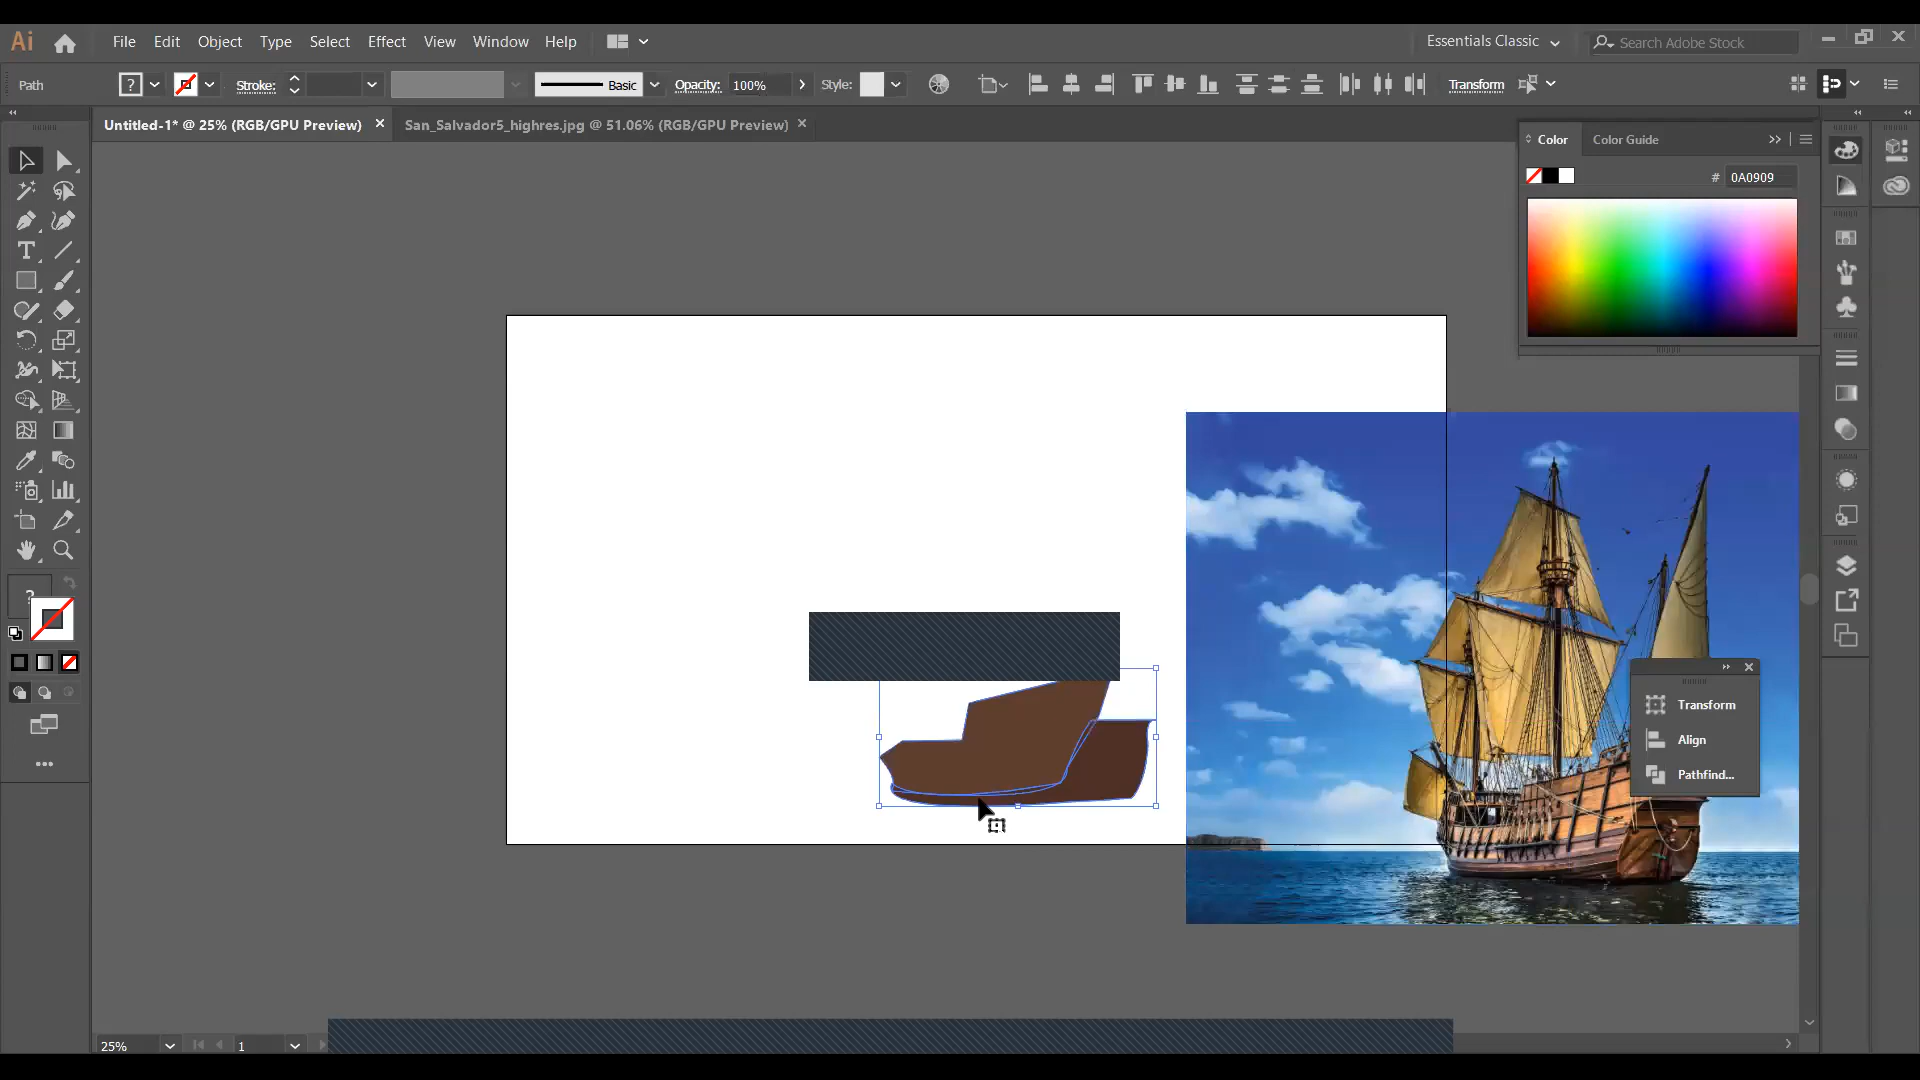 Ai File Edit Object Type Select Effect View Window Help Essentials Classic Search Adobe Stock
Path ? Stroke: Basic Opacity: 100% Style: Transform
Untitled-1* @ 25% (RGB/GPU Preview) San_Salvador5_highres.jpg @ 51.06% (RGB/GPU Preview)
Color Color Guide
# 0A0909
?
Transform
Align
Pathfind...
25% 1